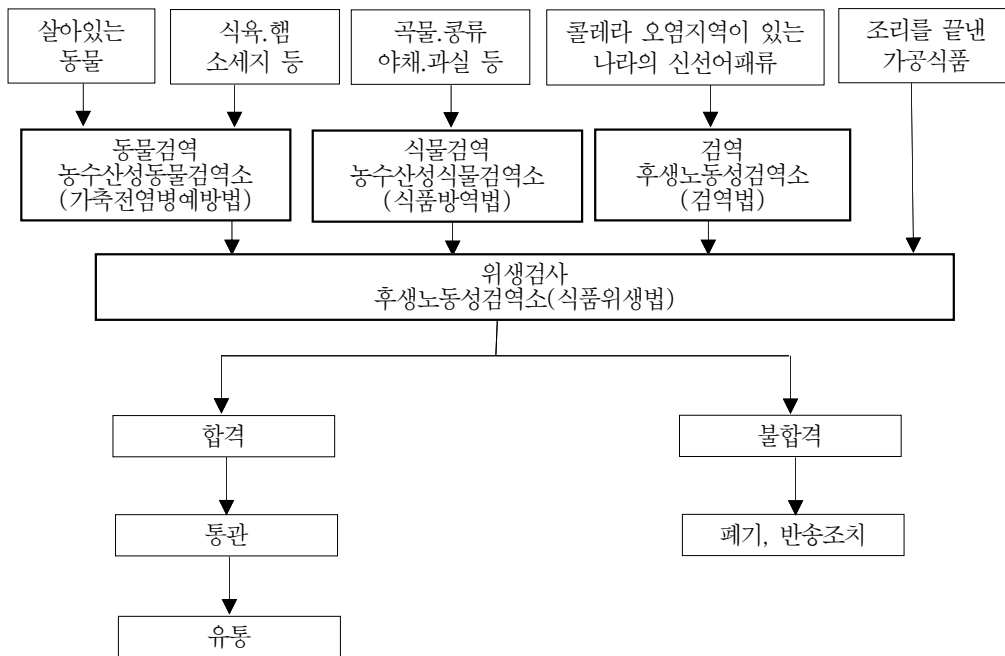 살아있는
동물
식육.햄
소세지 등
곡물.콩류
야채.과실 등
콜레라 오염지역이 있는
나라의 신선어패류
조리를 끝낸
가공식품
동물검역
농수산성동물검역소
(가축전염병예방법)
식물검역
농수산성식물검역소
(식품방역법)
검역
후생노동성검역소
(검역법)
위생검사
후생노동성검역소(식품위생법)
합격
불합격
통관
폐기, 반송조치
유통